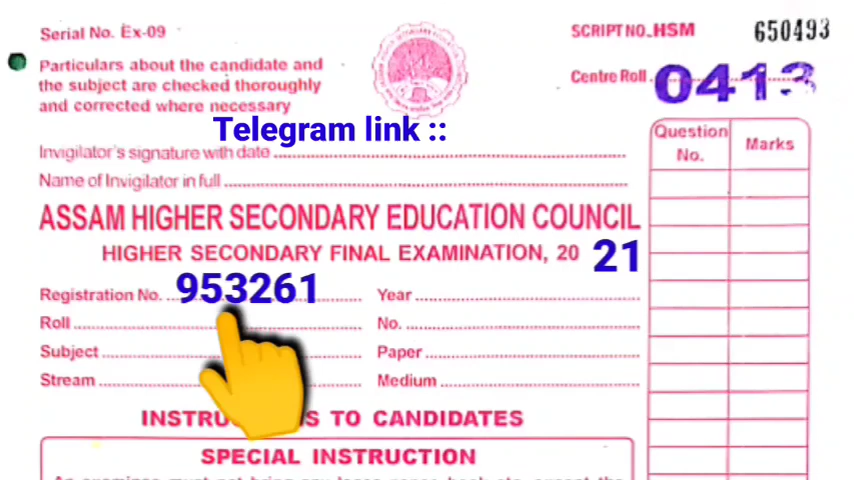 Serial No. Ex-09
SCRIPT NO. HSM 650493
Particulars about the candidate and
the subject are checked thoroughly
and corrected where necessary
Centre Roll 0413
Telegram link ::
Invigilator's signature with date
Name of Invigilator in full
Question No.
Marks
ASSAM HIGHER SECONDARY EDUCATION COUNCIL
HIGHER SECONDARY FINAL EXAMINATION, 20 21
Registration No. 953261 Year
Roll No.
Subject Paper
Stream Medium
TO CANDIDATES
SPECIAL INSTRUCTION